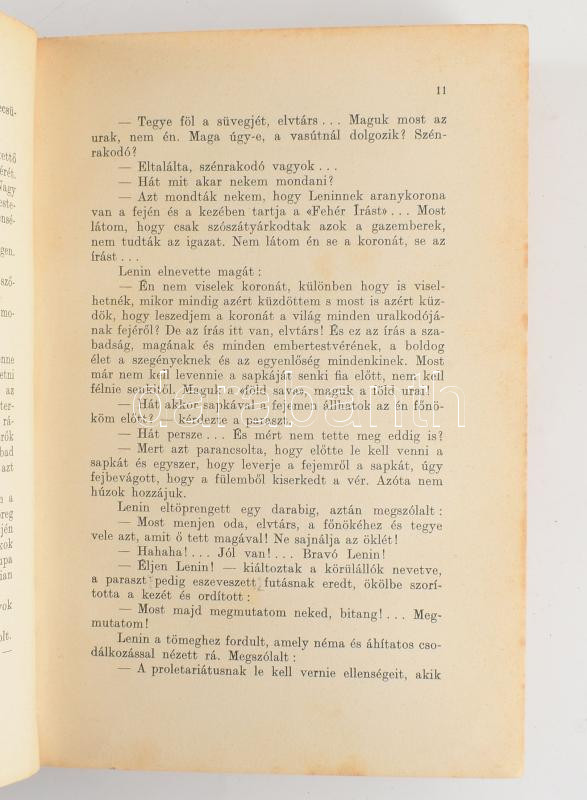 11
— Tegye föl a süvegjét, elvtárs... Maguk most az
urak, nem én. Maga úgy-e, a vasútnál dolgozik? Szén-
rakodó?
— Eltalálta, szénrakodó vagyok...
— Hát mit akar nekem mondani?
— Azt mondták nekem, hogy Leninnek aranykorona
van a fején és a kezében tartja a «Fehér Írást»... Most
látom, hogy csak szószátyárkodtak azok a gazemberek,
nem tudták az igazat. Nem látom én se a koronát, se az
írást...
Lenin elnevette magát:
— Én nem viselek koronát, különben hogy is visel-
hetnék, mikor mindig azért küzdöttem s most is azért küz-
dök, hogy leszedjem a koronát a világ minden uralkodójá-
nak fejéről? De az írás itt van, elvtárs! És ez az írás a sza-
badság, magának és minden embertestvérének, a boldog
élet a szegényeknek és az egyenlőség mindenkinek. Most
már nem kell levennie a sapkáját senki fia előtt, nem kell
félnie senkitől. Maguk a «föld sava», maguk a föld urai!
— Hát akkor sapkával a fejemen állhatok az én főnö-
köm előtt? — kérdezte a paraszt.
— Hát persze... És mért nem tette meg eddig is?
— Mert azt parancsolta, hogy előtte le kell venni a
sapkát és egyszer, hogy leverje a fejemről a sapkát, úgy
fejbevágott, hogy a fülemből kiserkedt a vér. Azóta nem
húzok hozzájuk.
Lenin eltöprengett egy darabig, aztán megszólalt:
— Most menjen oda, elvtárs, a főnökéhez és tegye
vele azt, amit ő tett magával! Ne sajnálja az öklét!
— Hahaha!... Jól van!... Bravó Lenin!
— Éljen Lenin! — kiáltoztak a körülállók nevetve,
a paraszt pedig eszeveszett futásnak eredt, ökölbe szorí-
totta a kezét és ordított:
— Most majd megmutatom neked, bitang!... Meg-
mutatom!
Lenin a tömeghez fordult, amely néma és áhítatos cso-
dálkozással nézett rá. Megszólalt:
— A proletariátusnak le kell vernie ellenségeit, akik
darabanth